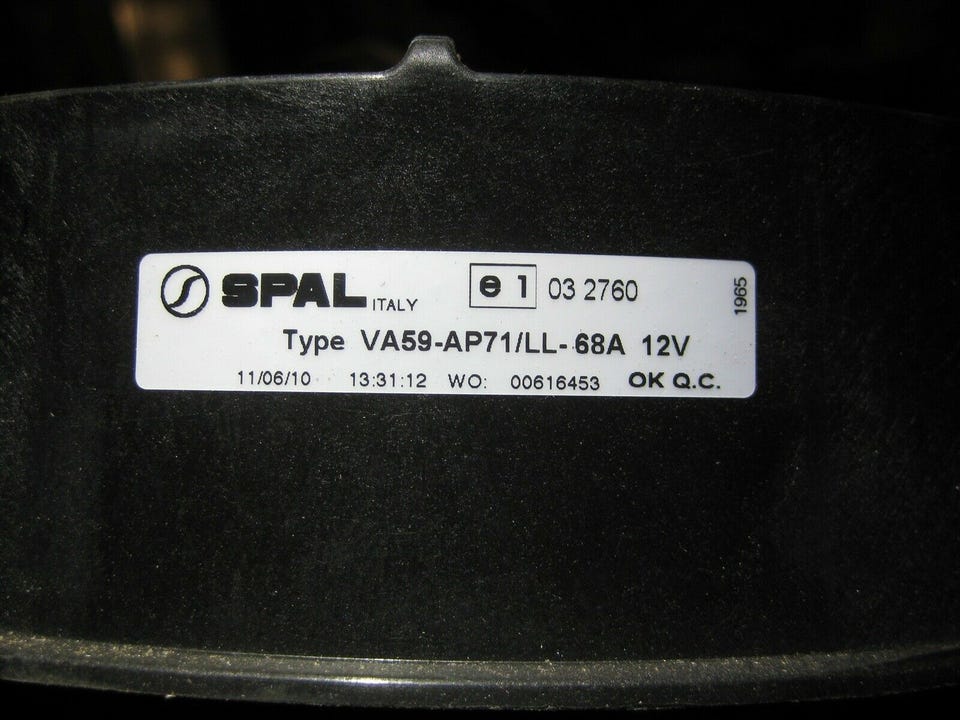 SPAL ITALY e 1 03 2760
Type VA59-AP71/LL-68A 12V
11/06/10 13:31:12 WO: 00616453 OK Q.C.
1965